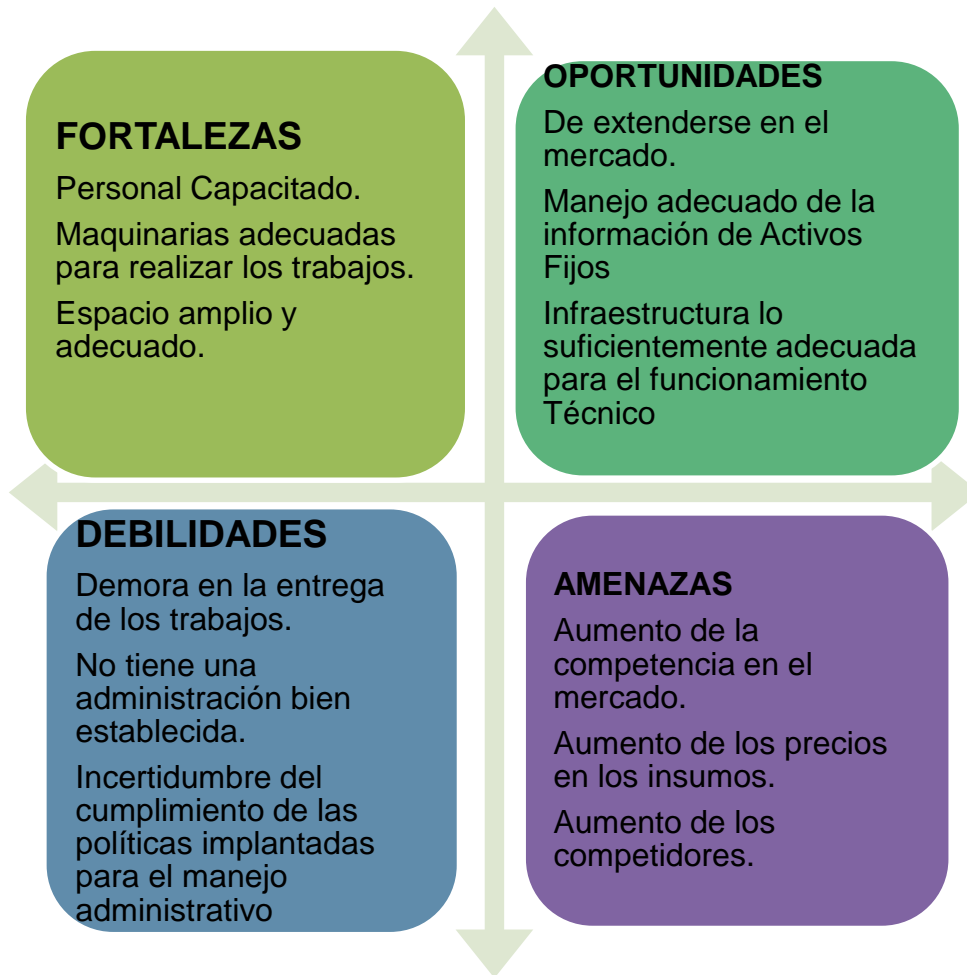 FORTALEZAS
Personal Capacitado.
Maquinarias adecuadas
para realizar los trabajos.
Espacio amplio y
adecuado.
OPORTUNIDADES
De extenderse en el
mercado.
Manejo adecuado de la
información de Activos
Fijos
Infraestructura lo
suficientemente adecuada
para el funcionamiento
Técnico
DEBILIDADES
Demora en la entrega
de los trabajos.
No tiene una
administración bien
establecida.
Incertidumbre del
cumplimiento de las
políticas implantadas
para el manejo
administrativo
AMENAZAS
Aumento de la
competencia en el
mercado.
Aumento de los precios
en los insumos.
Aumento de los
competidores.